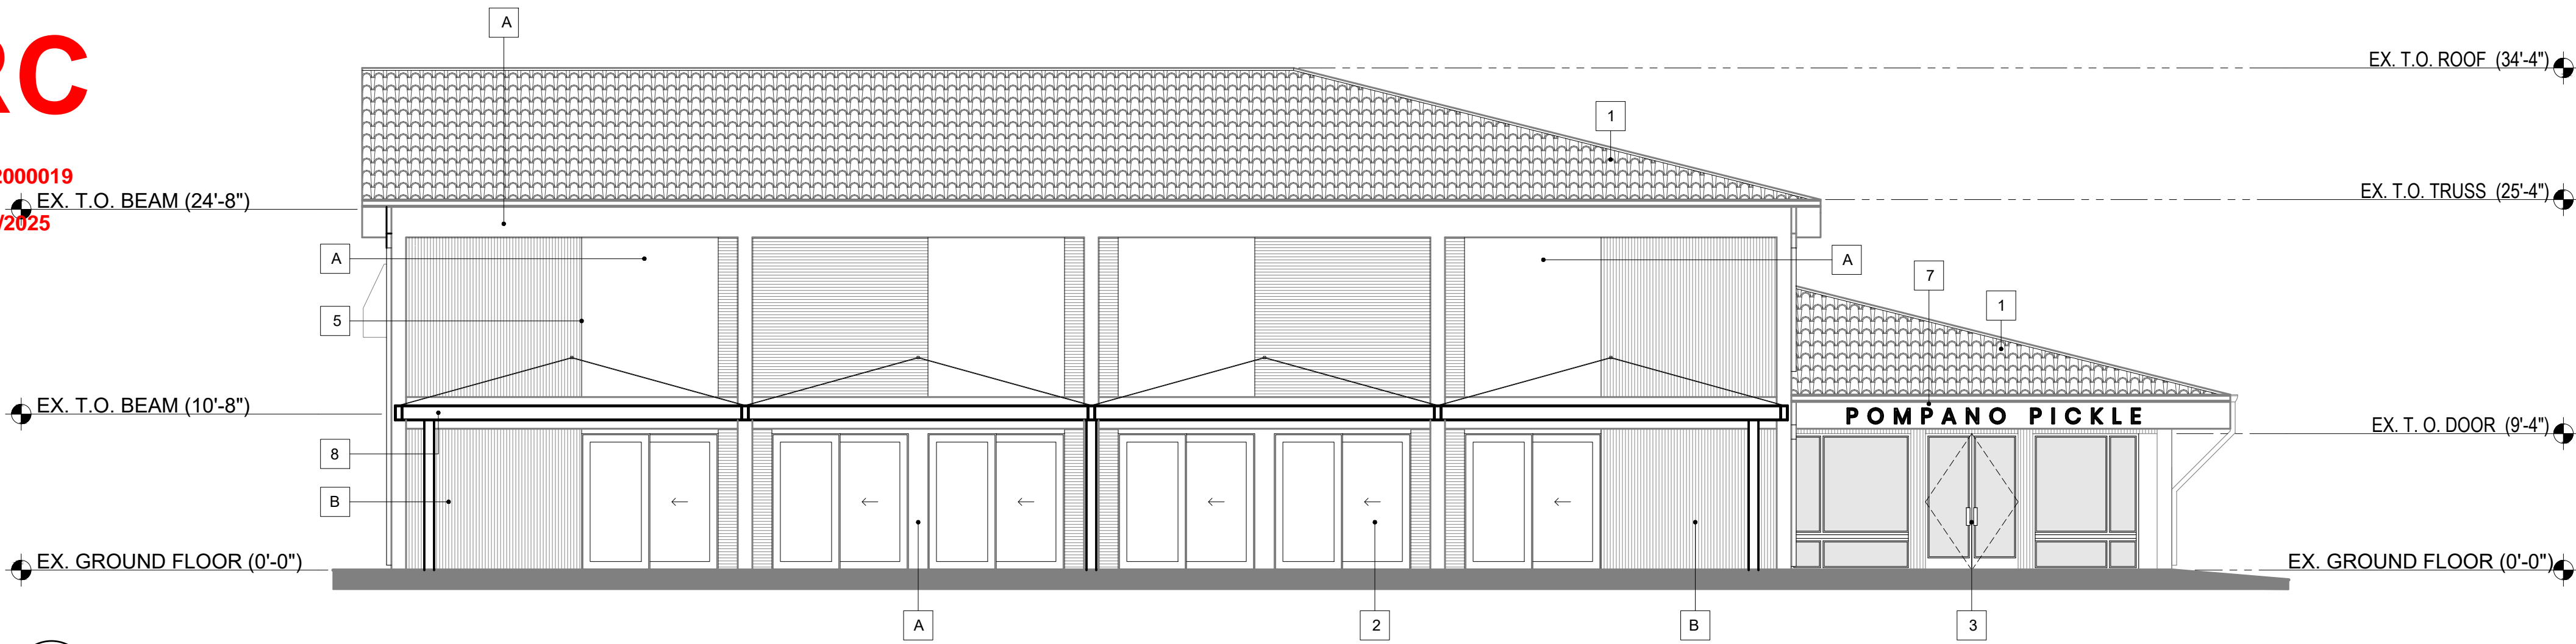 A
RC
EX. T.O. ROOF (34'-4")
1
2000019
EX. T.O. BEAM (24'-8")
/2025
EX. T.O. TRUSS (25'-4")
A
A
7
1
5
EX. T.O. BEAM (10'-8")
POMPANO PICKLE
EX. T. O. DOOR (9'-4")
8
B
EX. GROUND FLOOR (0'-0")
EX. GROUND FLOOR (0'-0")
A
2
B
3